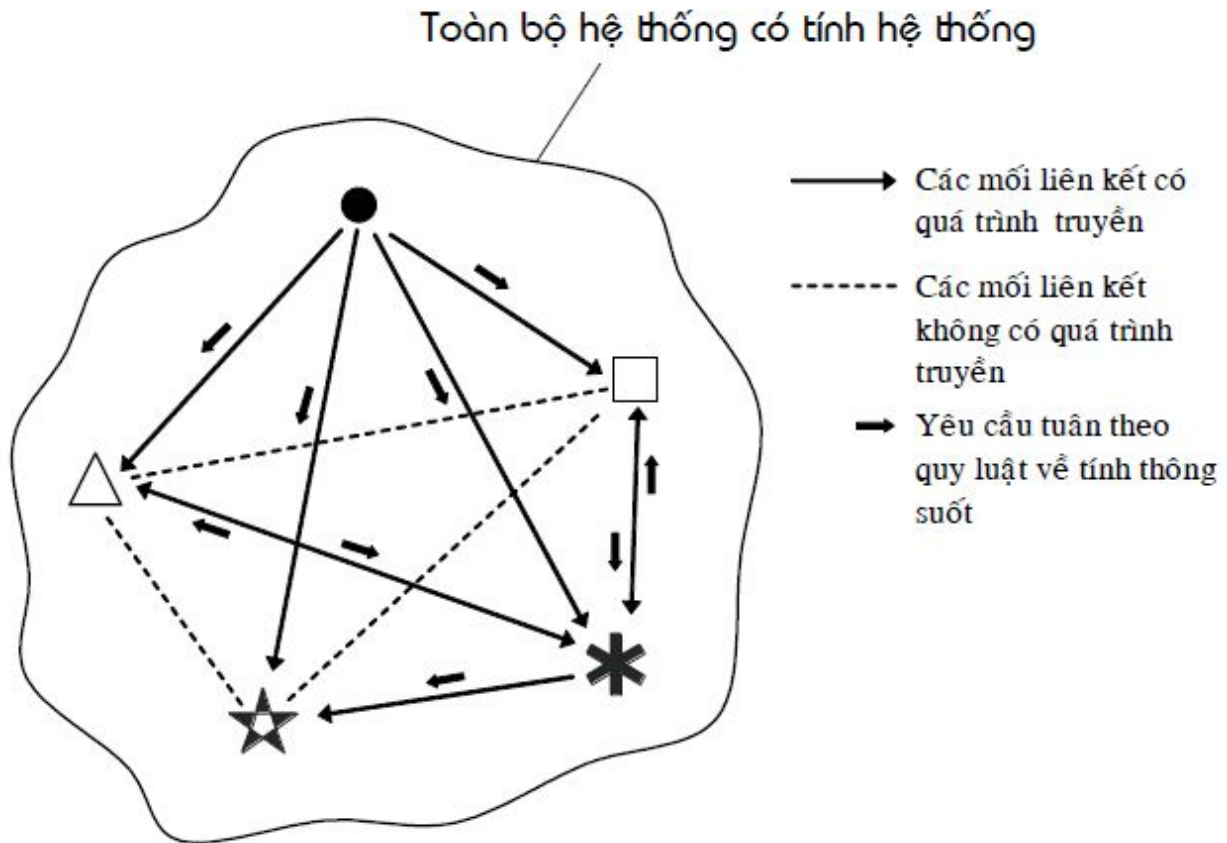 Toàn bộ hệ thống có tính hệ thống
Các mối liên kết có
quá trình truyền
Các mối liên kết
không có quá trình
truyền
Yêu cầu tuân theo
quy luật về tính thông
suốt